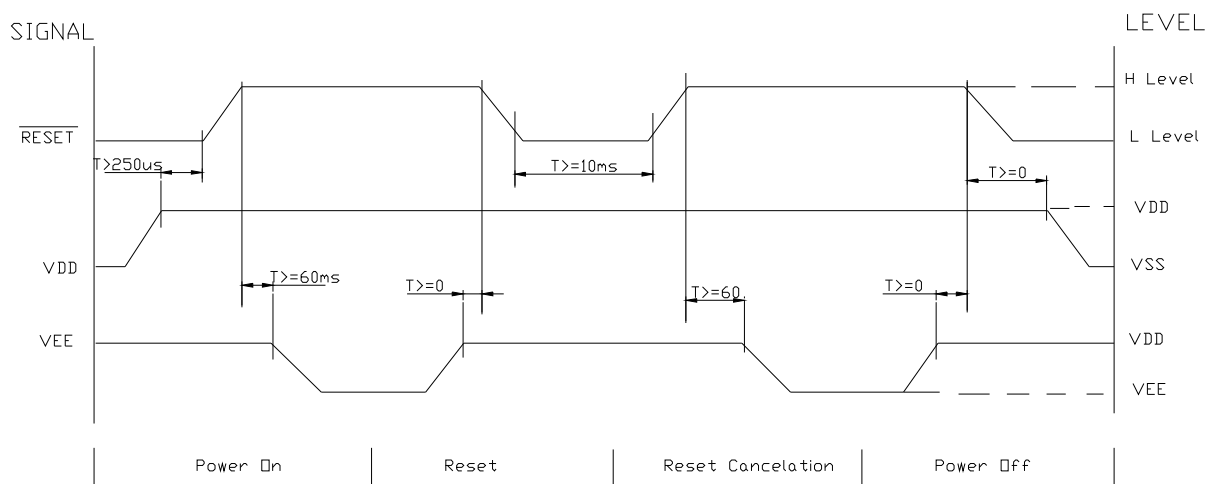 SIGNAL
LEVEL
H Level
RESET
L Level
T>250us
T>=10ms
T>=0
VDD
VDD
VSS
T>=60ms
T>=0
T>=60.
T>=0
VEE
VDD
VEE
Power On
Reset
Reset Cancelation
Power Off